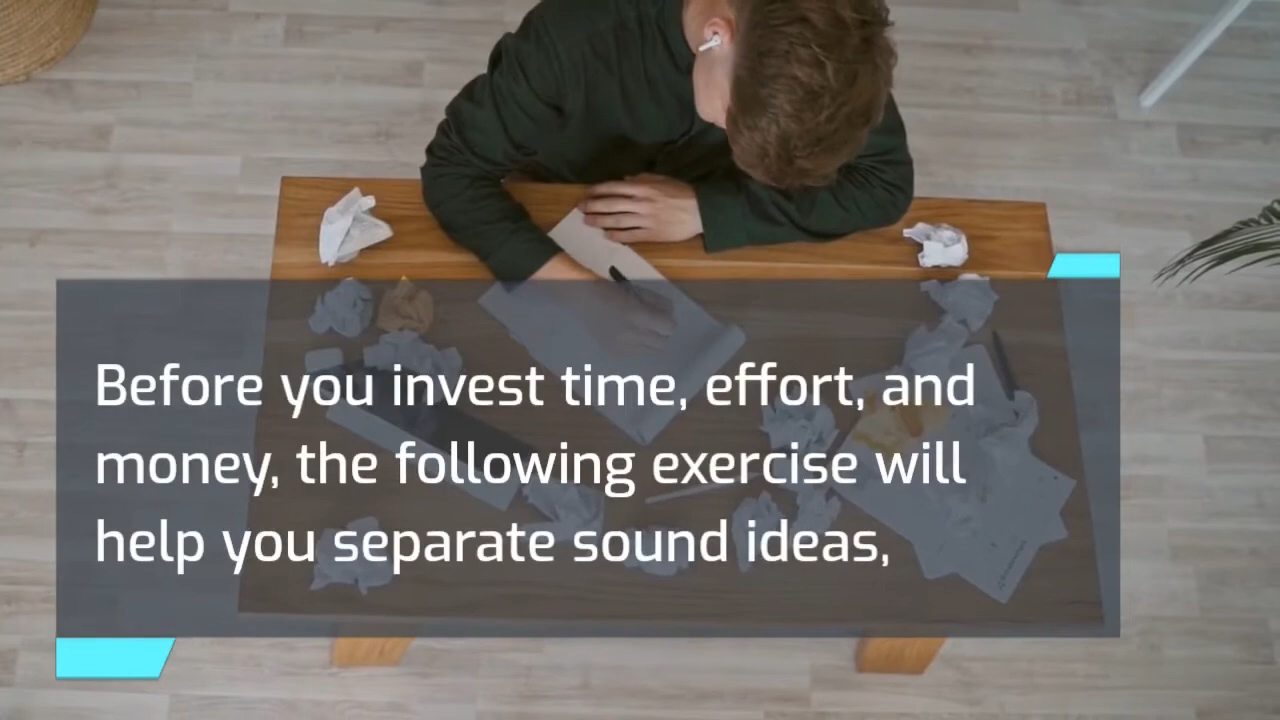 Before you invest time, effort, and
money, the following exercise will
help you separate sound ideas,